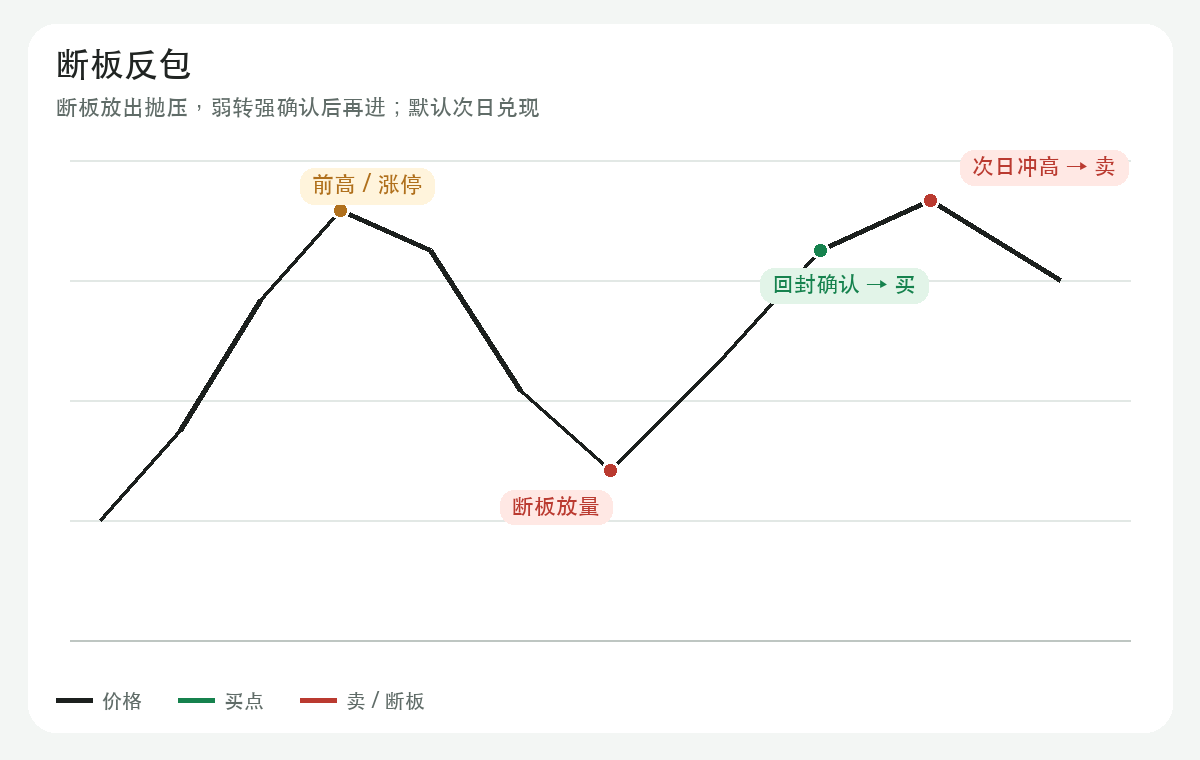 断板反包
断板放出抛压，弱转强确认后再进；默认次日兑现
次日冲高 → 卖
前高 / 涨停
回封确认 → 买
断板放量
价格
买点
卖 / 断板